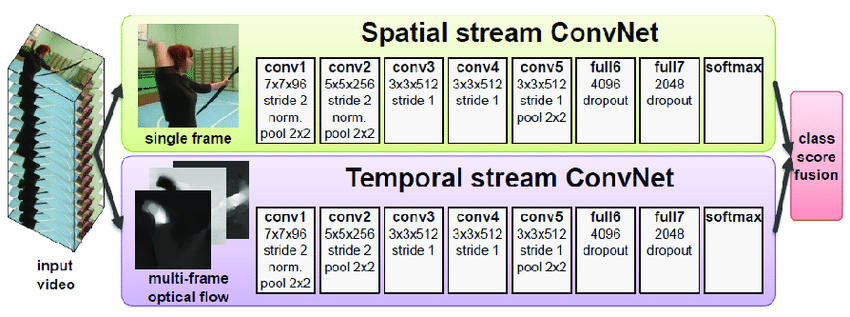 Spatial stream ConvNet
conv1
7x7x96
stride 2
norm.
pool 2x2
conv2
5x5x256
stride 2
norm.
pool 2x2
conv3
3x3x512
stride 1
conv4
3x3x512
stride 1
conv5
3x3x512
stride 1
pool 2x2
full6
4096
dropout
full7
2048
dropout
softmax
single frame
Temporal stream ConvNet
conv1
7x7x96
stride 2
norm.
pool 2x2
conv2
5x5x256
stride 2
pool 2x2
conv3
3x3x512
stride 1
conv4
3x3x512
stride 1
conv5
3x3x512
stride 1
pool 2x2
full6
4096
dropout
full7
2048
dropout
softmax
multi-frame
optical flow
input
video
class
score
fusion